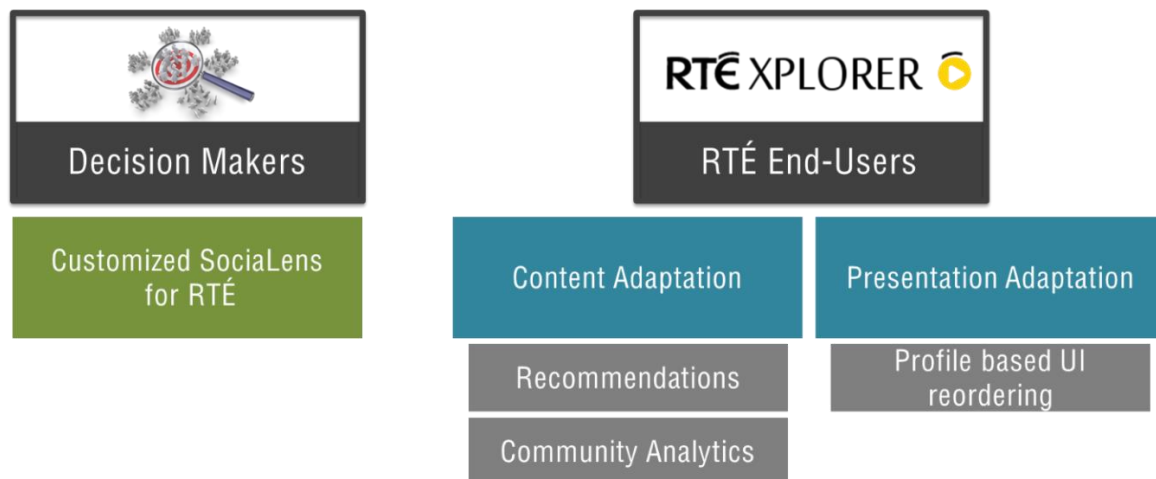 RTÉ XPLORER
Decision Makers
RTÉ End-Users
Customized SociaLens
for RTÉ
Content Adaptation
Presentation Adaptation
Recommendations
Profile based UI
reordering
Community Analytics